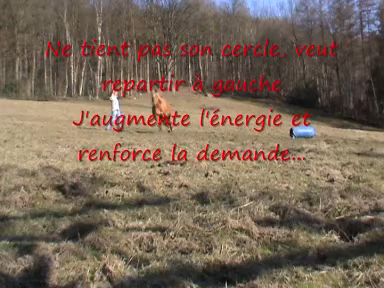 Ne tient pas son cercle, veut
repartir à gauche
J'augmente l'énergie et
renforce la demande...